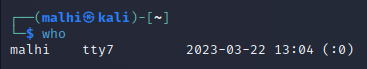 ┌──(malhi㉿kali)-[~]
└─$ who
malhi    tty7         2023-03-22 13:04 (:0)